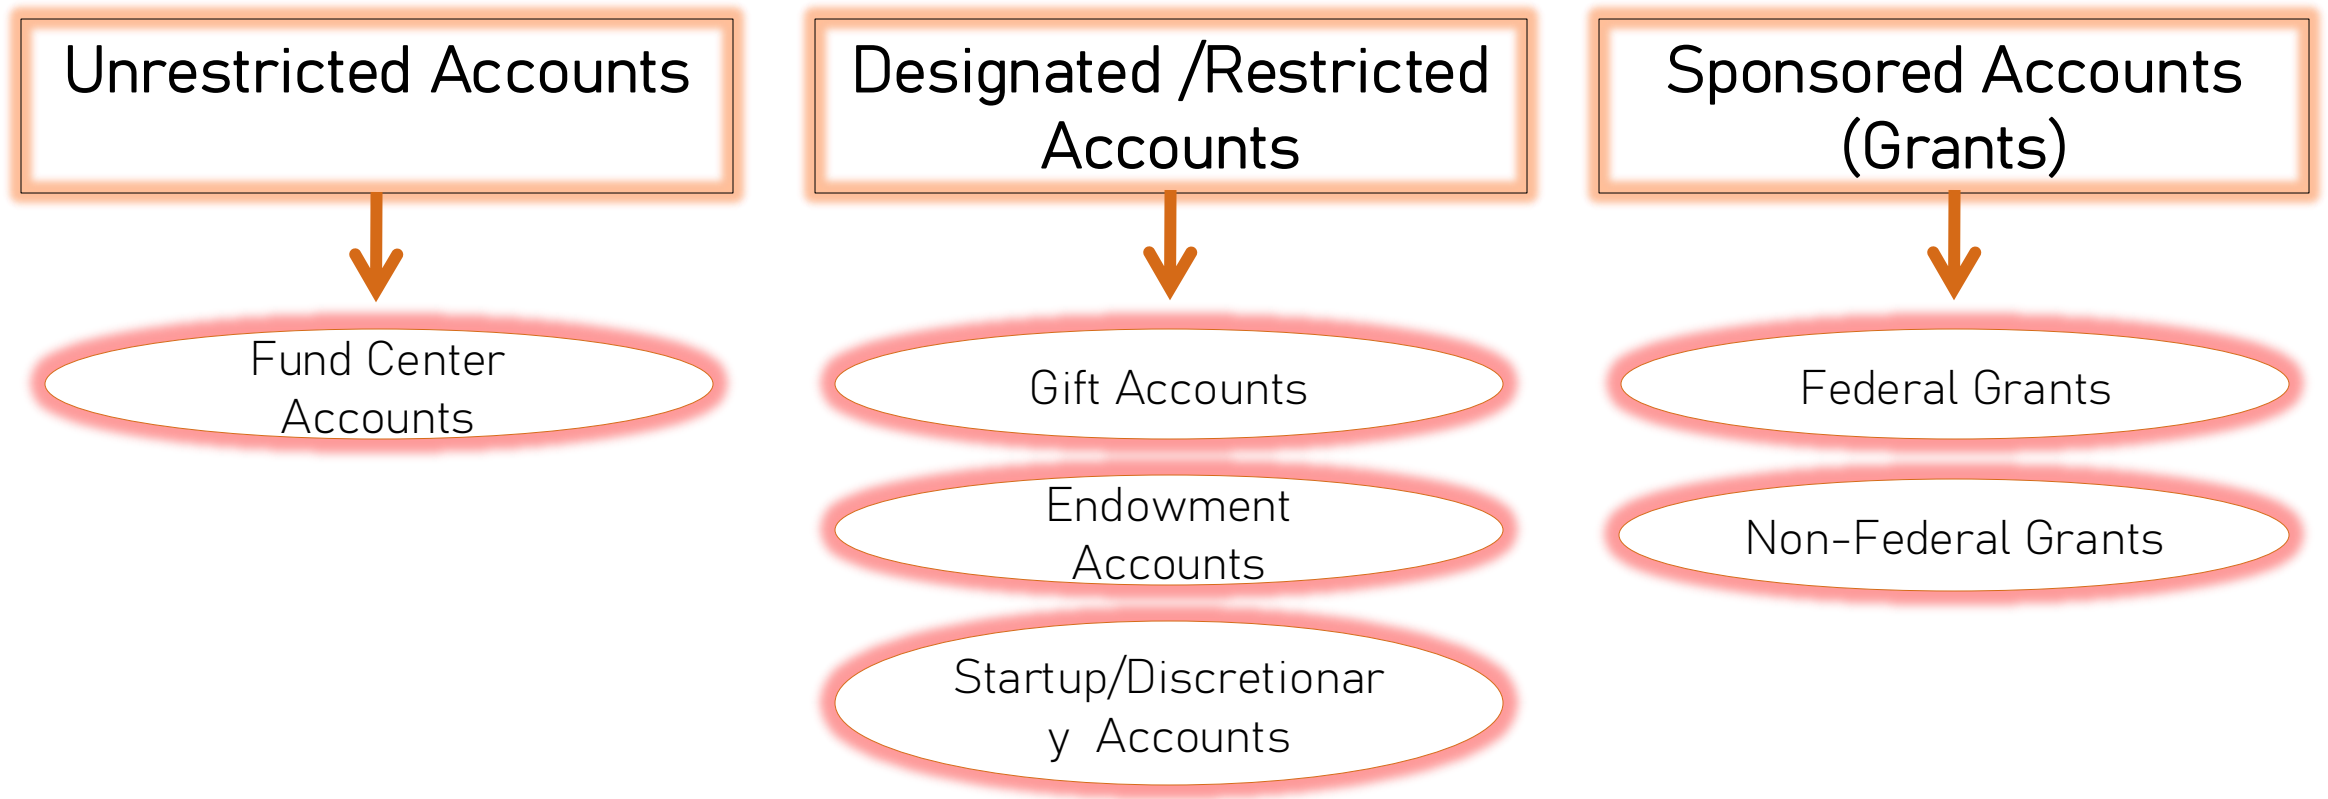 Unrestricted Accounts
Designated /Restricted
Accounts
Sponsored Accounts
(Grants)
Fund Center
Accounts
Gift Accounts
Endowment
Accounts
Startup/Discretionar
y  Accounts
Federal Grants
Non-Federal Grants